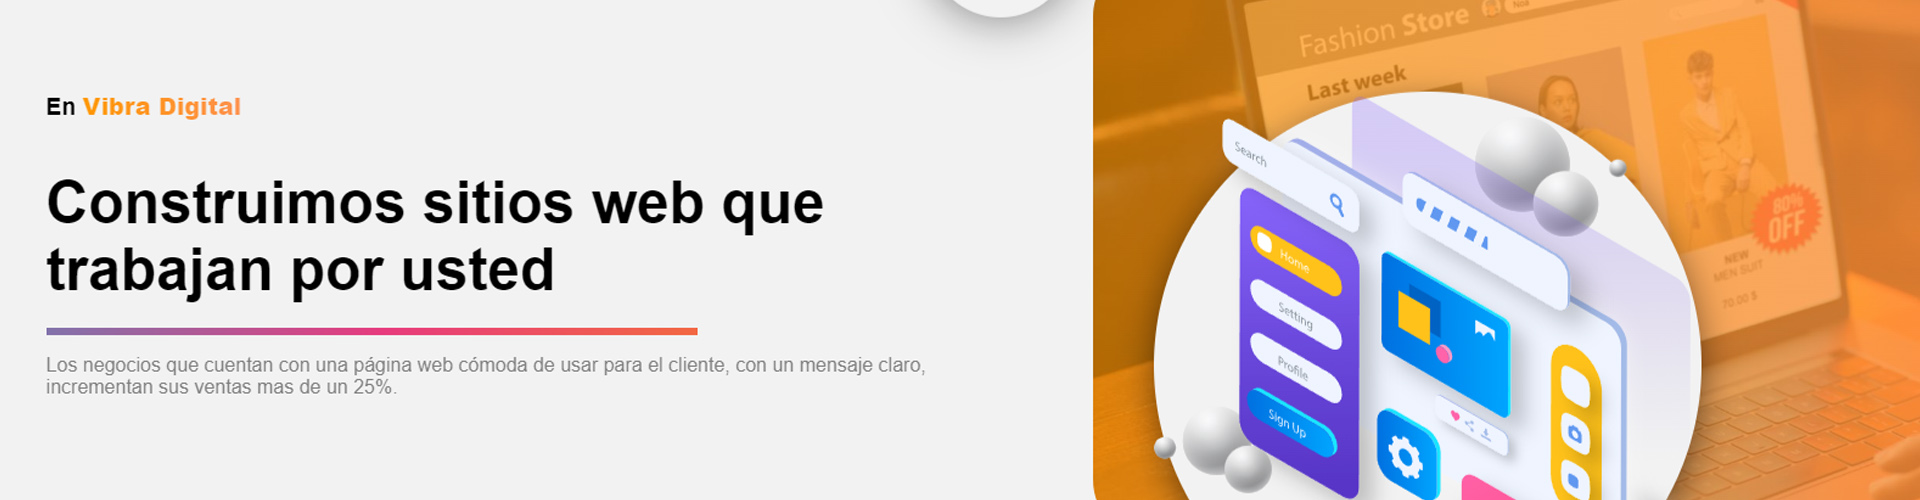 En Vibra Digital
Construimos sitios web que
trabajan por usted
Los negocios que cuentan con una página web cómoda de usar para el cliente, con un mensaje claro,
incrementan sus ventas mas de un 25%.
Fashion Store
Noa
Last week
80%
OFF
NEW
MEN SUIT
70.00 $
Search
Home
Setting
Profile
Sign Up